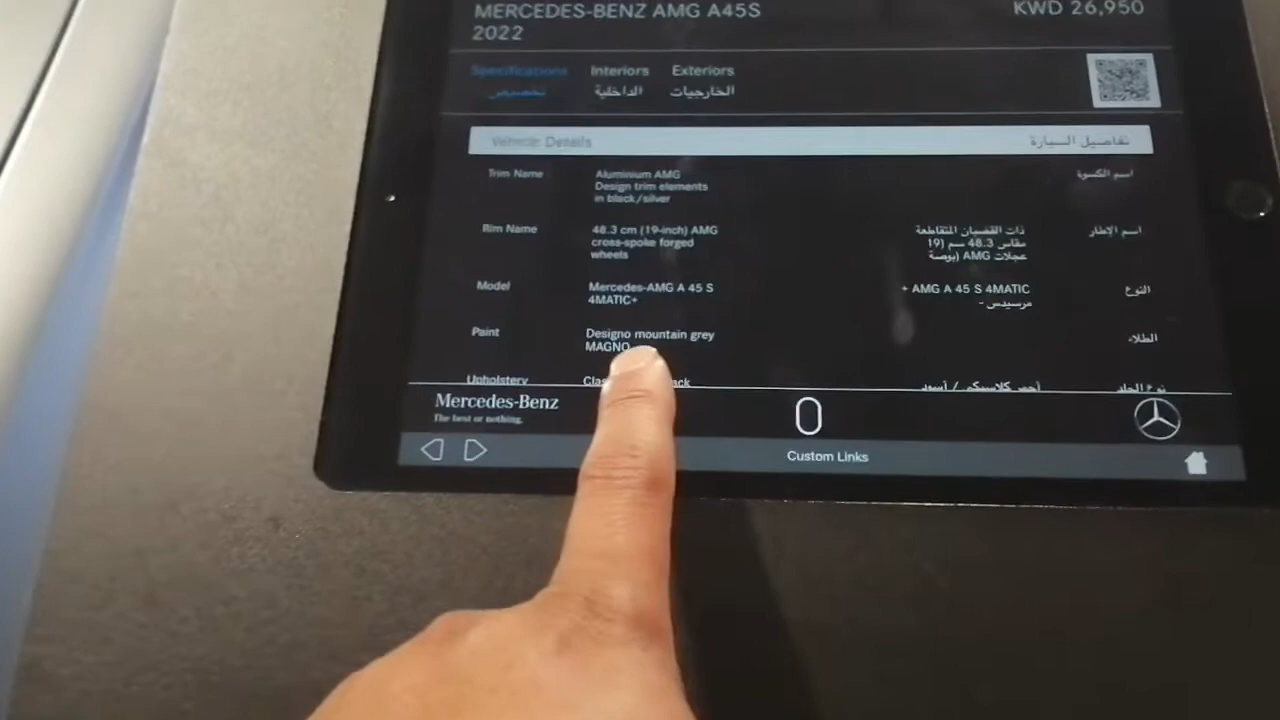 MERCEDES-BENZ AMG A45S
2022
KWD 26,950
Specifications Interiors Exteriors
تخصيص الداخلية الخارجيات
Vehicle Details تفاصيل السيارة
Trim Name
Aluminium AMG
Design trim elements
in black/silver
اسم الكسوة
Rim Name
48.3 cm (19-inch) AMG
cross-spoke forged
wheels
ذات القضبان المتقاطعة
مقاس 48.3 سم (19
عجلات AMG (بوصة
اسم الإطار
Model
Mercedes-AMG A 45 S
4MATIC+
+ AMG A 45 S 4MATIC
مرسيدس -
النوع
Paint
Designo mountain grey
MAGNO
الطلاء
Upholstery
أحمر كلاسيكي / أسود
نوع الجلد
Mercedes-Benz
The best or nothing.
Custom Links